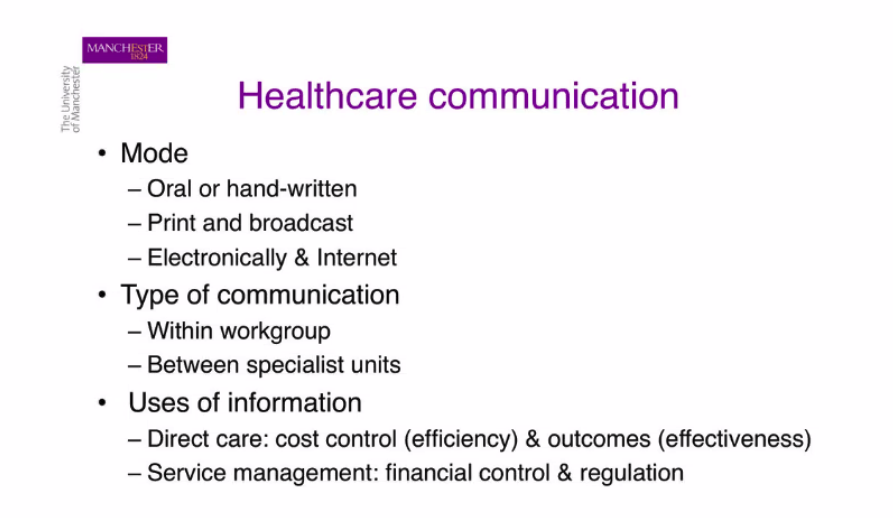 MANCHESTER
1824
The University
of Manchester
Healthcare communication
• Mode
– Oral or hand-written
– Print and broadcast
– Electronically & Internet
• Type of communication
– Within workgroup
– Between specialist units
• Uses of information
– Direct care: cost control (efficiency) & outcomes (effectiveness)
– Service management: financial control & regulation